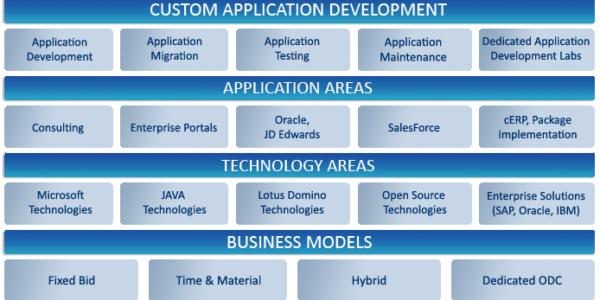 CUSTOM APPLICATION DEVELOPMENT
Application
Development
Application
Migration
Application
Testing
Application
Maintenance
Dedicated Application
Development Labs
APPLICATION AREAS
Consulting
Enterprise Portals
Oracle,
JD Edwards
SalesForce
cERP, Package
Implementation
TECHNOLOGY AREAS
Microsoft
Technologies
JAVA
Technologies
Lotus Domino
Technologies
Open Source
Technologies
Enterprise Solutions
(SAP, Oracle, IBM)
BUSINESS MODELS
Fixed Bid
Time & Material
Hybrid
Dedicated ODC